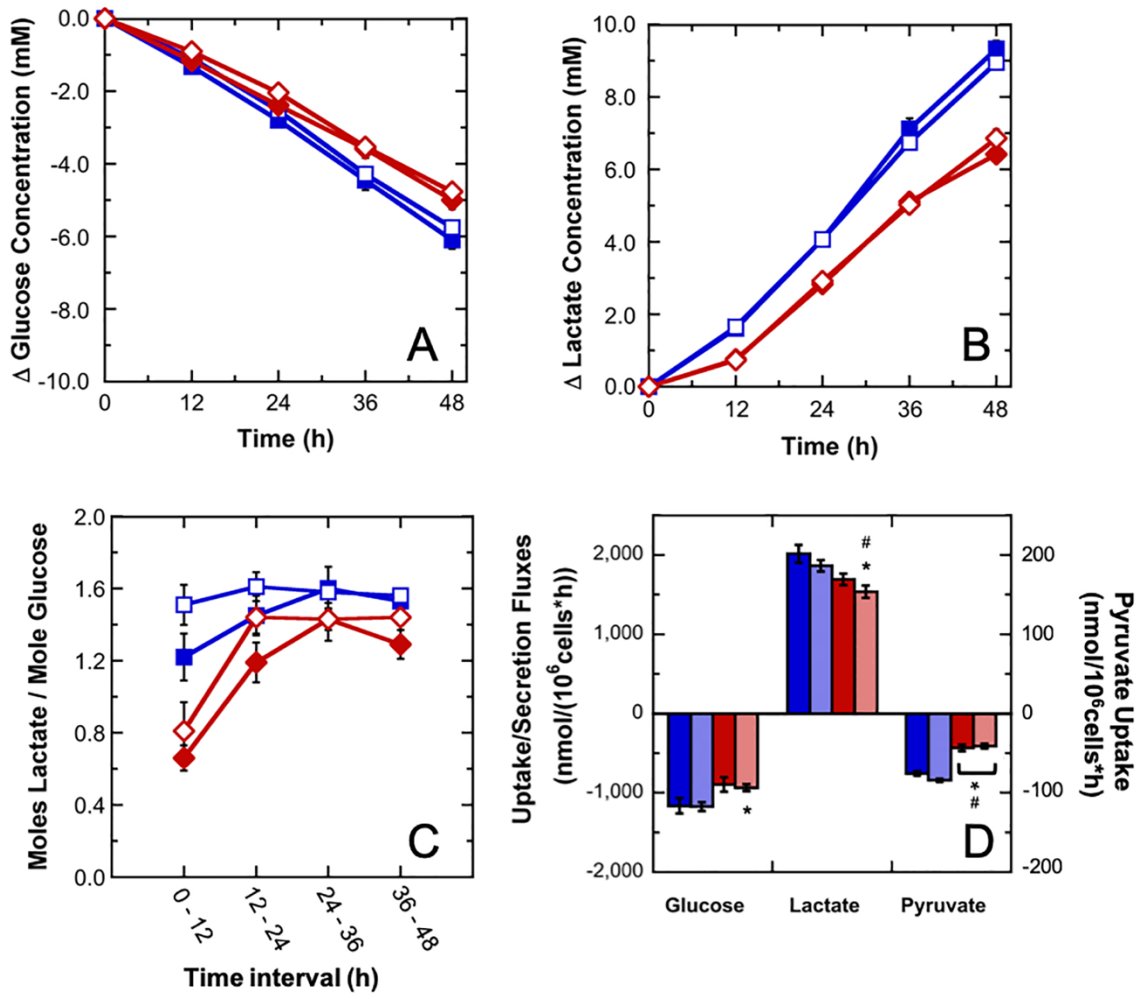 Δ Glucose Concentration (mM)
0.0
-2.0
-4.0
-6.0
-8.0
-10.0
A
0
12
24
36
48
Time (h)
Δ Lactate Concentration (mM)
10.0
8.0
6.0
4.0
2.0
0.0
B
0
12
24
36
48
Time (h)
Moles Lactate / Mole Glucose
2.0
1.6
1.2
0.8
0.4
0.0
C
0 - 12
12 - 24
24 - 36
36 - 48
Time interval (h)
Uptake/Secretion Fluxes
(nmol/(10⁶cells*h))
2,000
1,000
0
-1,000
-2,000
#
*
*
*
#
D
200
100
0
-100
-200
Pyruvate Uptake
(nmol/10⁶cells*h)
Glucose
Lactate
Pyruvate